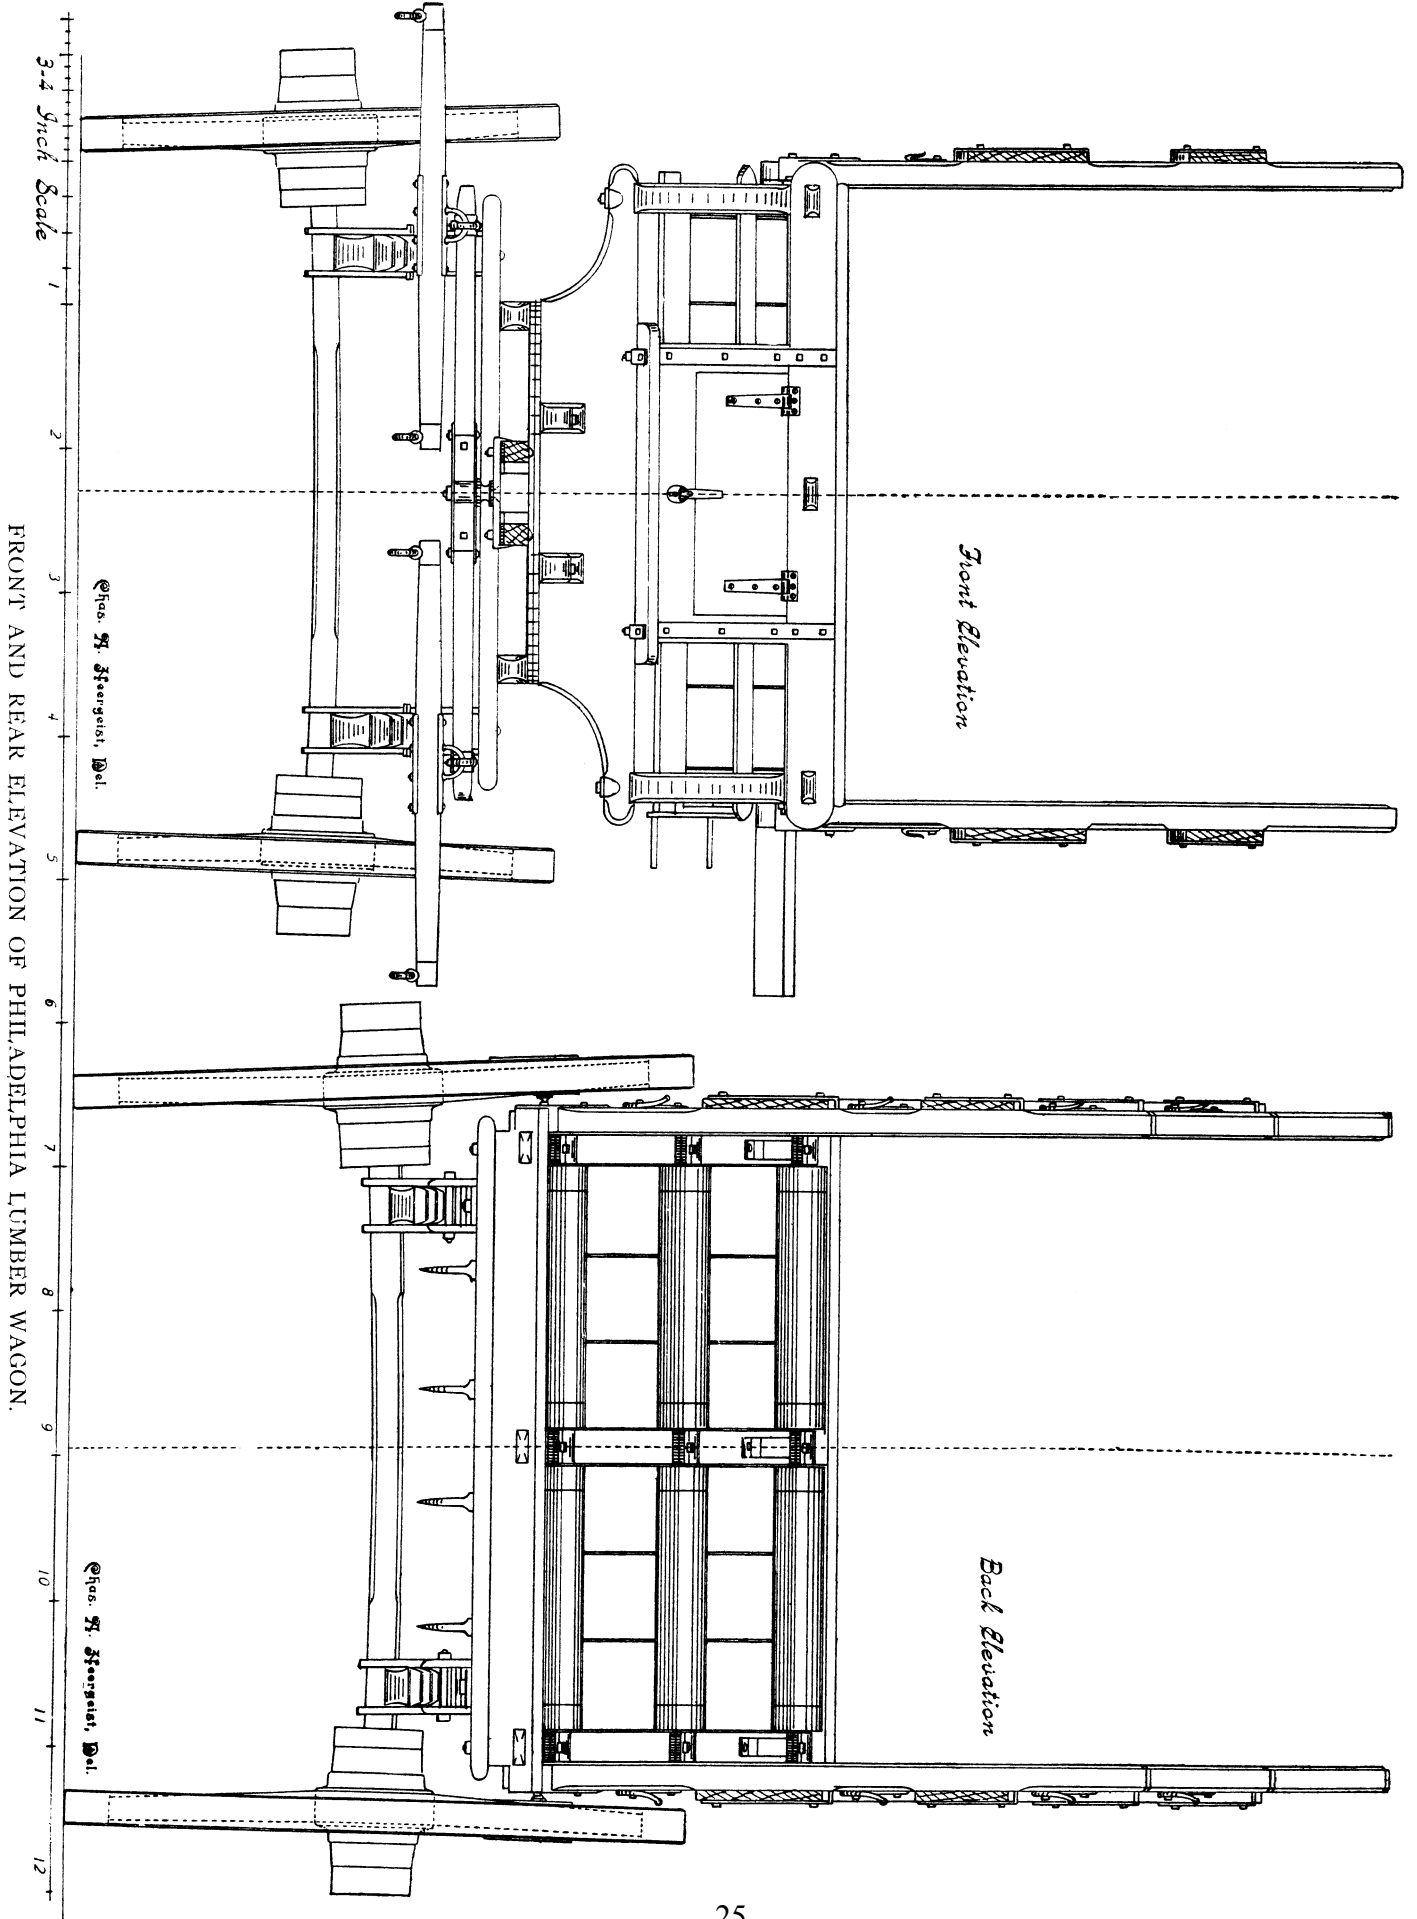 Front Elevation
Back Elevation
Chas. A. Heergeist, Del.
Chas. A. Heergeist, Del.
3-4 Inch Scale
1 2 3 4 5 6 7 8 9 10 11 12
FRONT AND REAR ELEVATION OF PHILADELPHIA LUMBER WAGON.
25